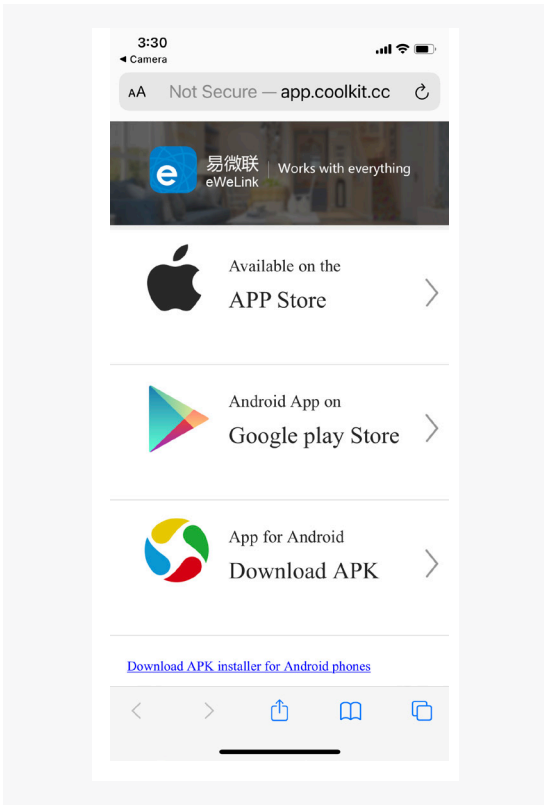 3:30
◀ Camera
AA Not Secure — app.coolkit.cc
e 易微联 Works with everything
eWeLink
Available on the
APP Store
Android App on
Google play Store
App for Android
Download APK
Download APK installer for Android phones